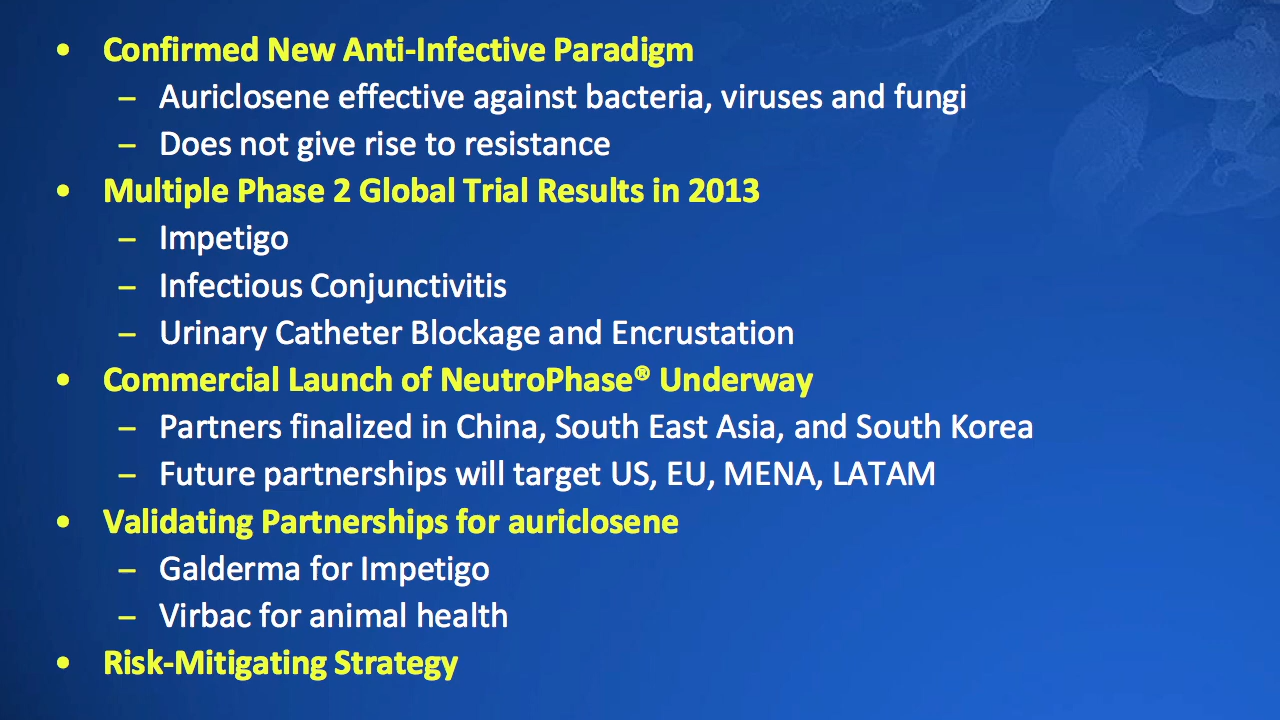 • Confirmed New Anti-Infective Paradigm
– Auriclosene effective against bacteria, viruses and fungi
– Does not give rise to resistance
• Multiple Phase 2 Global Trial Results in 2013
– Impetigo
– Infectious Conjunctivitis
– Urinary Catheter Blockage and Encrustation
• Commercial Launch of NeutroPhase® Underway
– Partners finalized in China, South East Asia, and South Korea
– Future partnerships will target US, EU, MENA, LATAM
• Validating Partnerships for auriclosene
– Galderma for Impetigo
– Virbac for animal health
• Risk-Mitigating Strategy